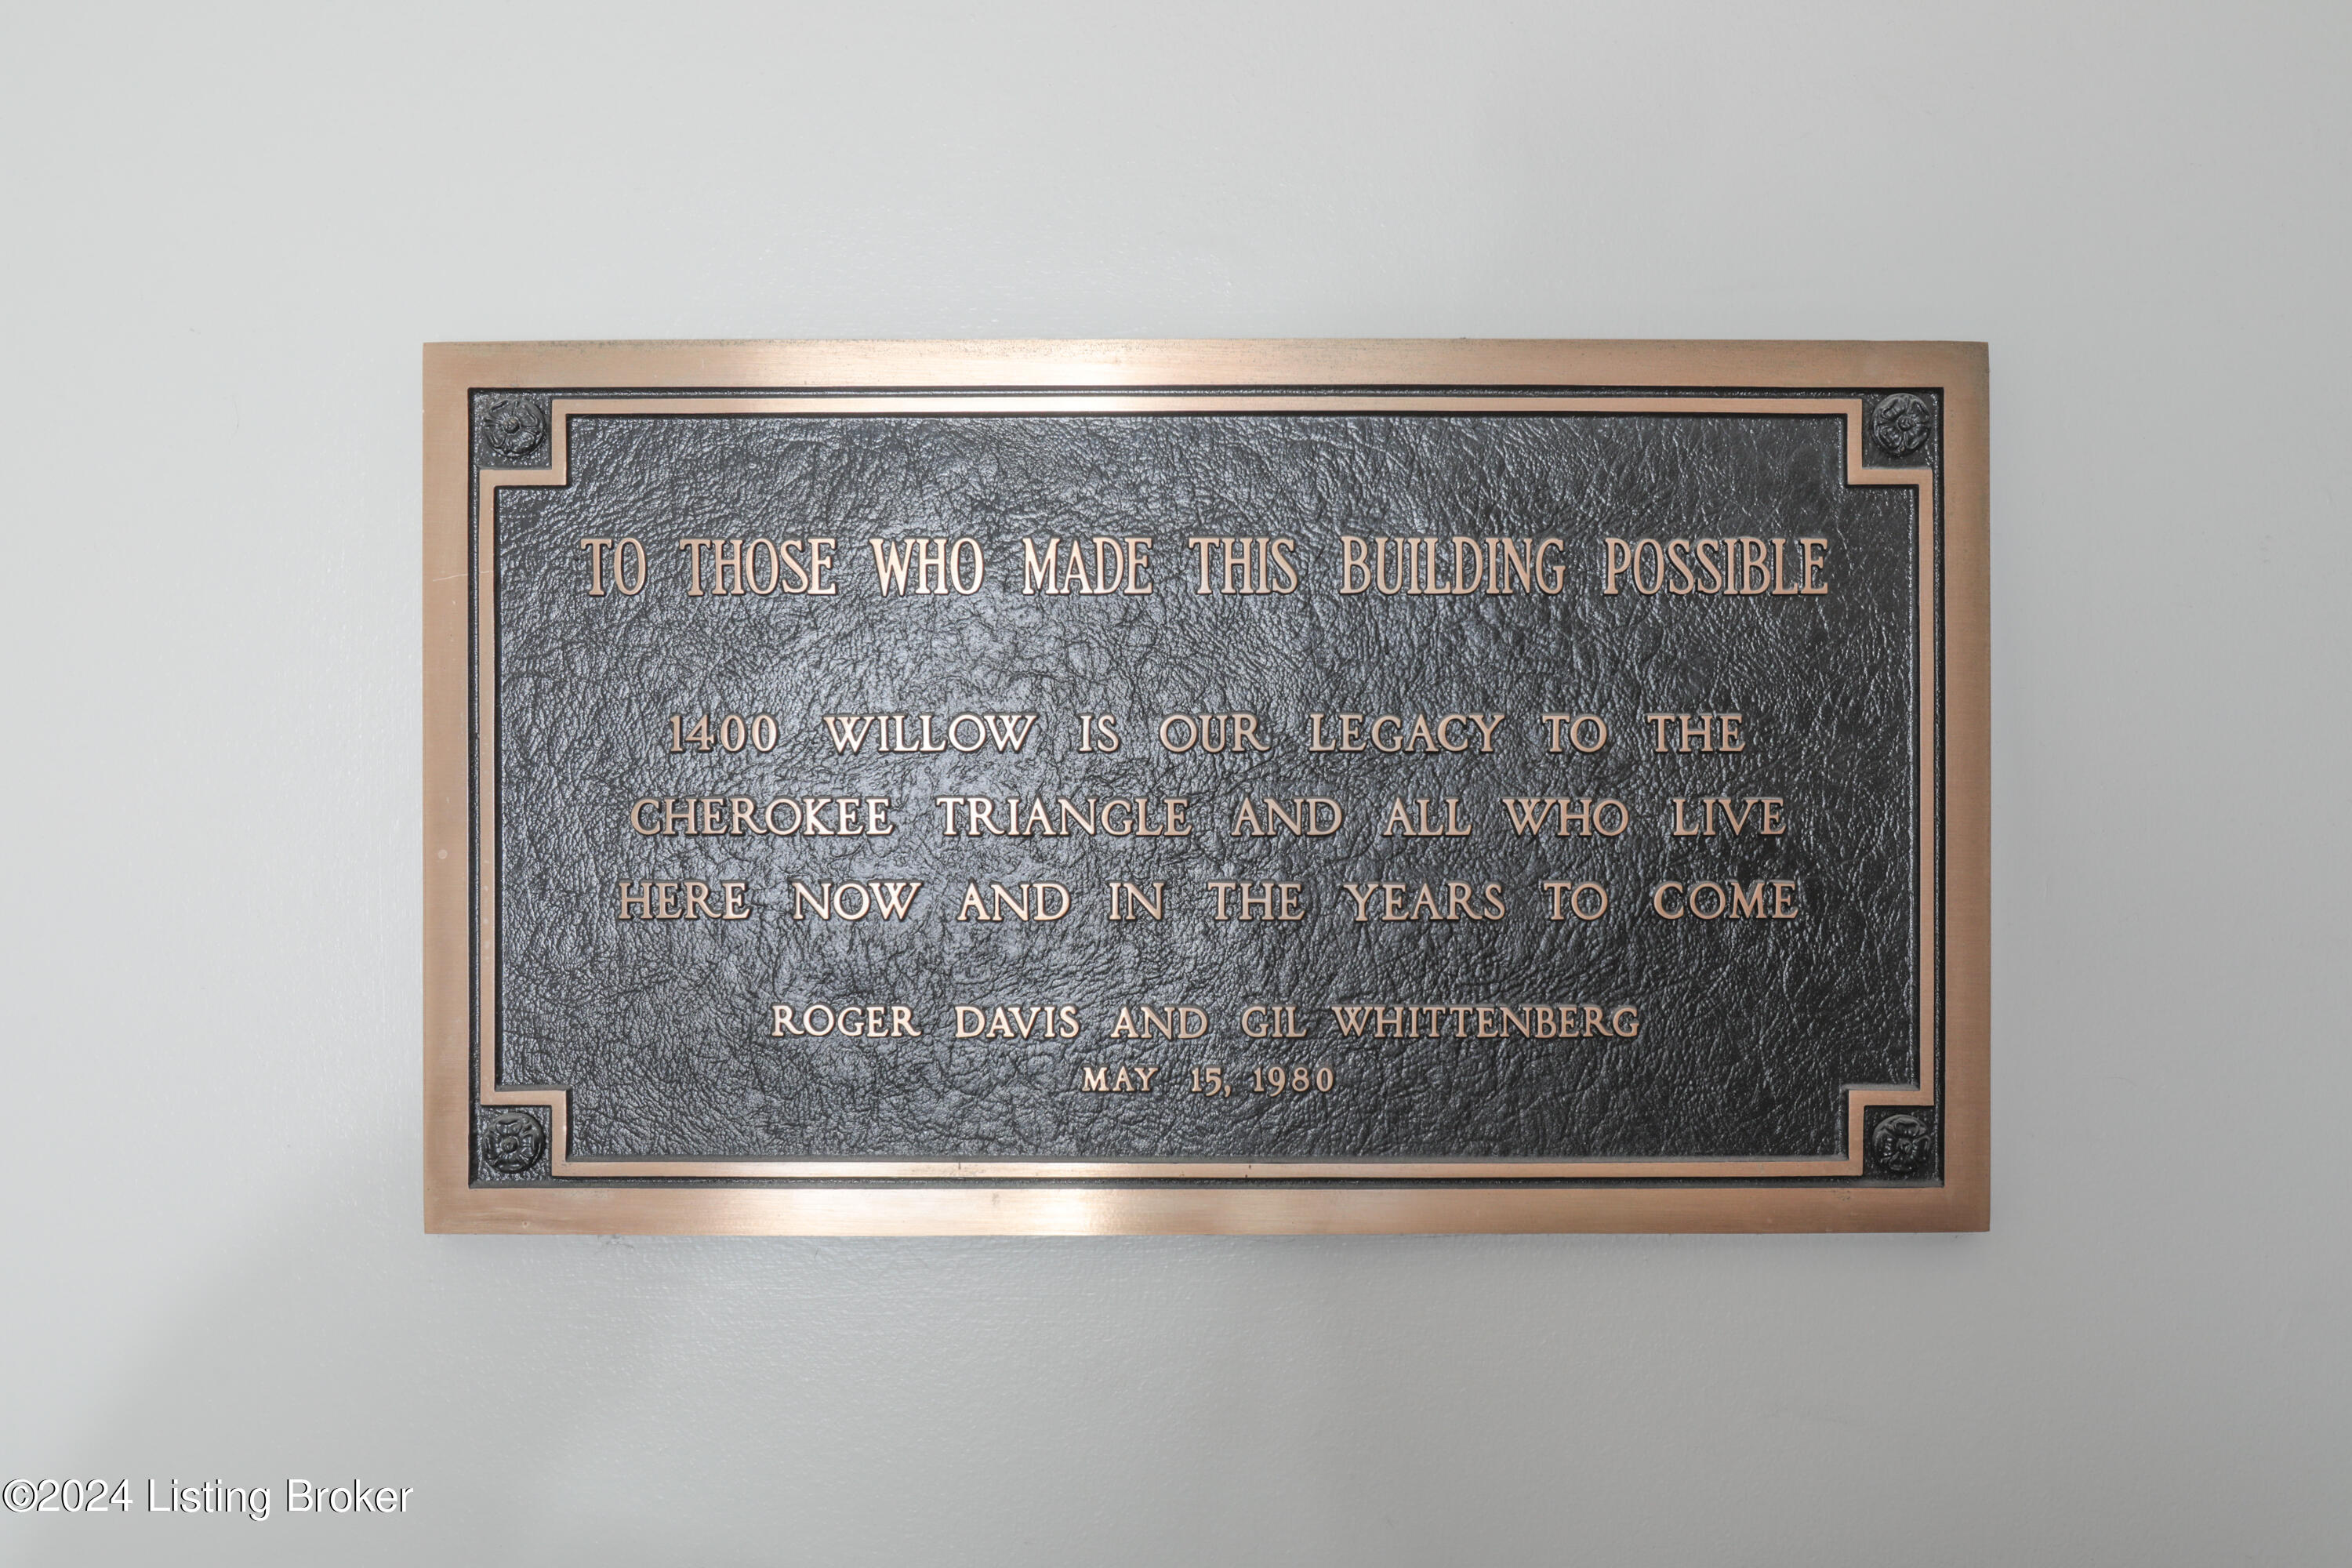 TO THOSE WHO MADE THIS BUILDING POSSIBLE
1400 WILLOW IS OUR LEGACY TO THE
CHEROKEE TRIANGLE AND ALL WHO LIVE
HERE NOW AND IN THE YEARS TO COME
ROGER DAVIS AND GIL WHITTENBERG
MAY 15, 1980
©2024 Listing Broker